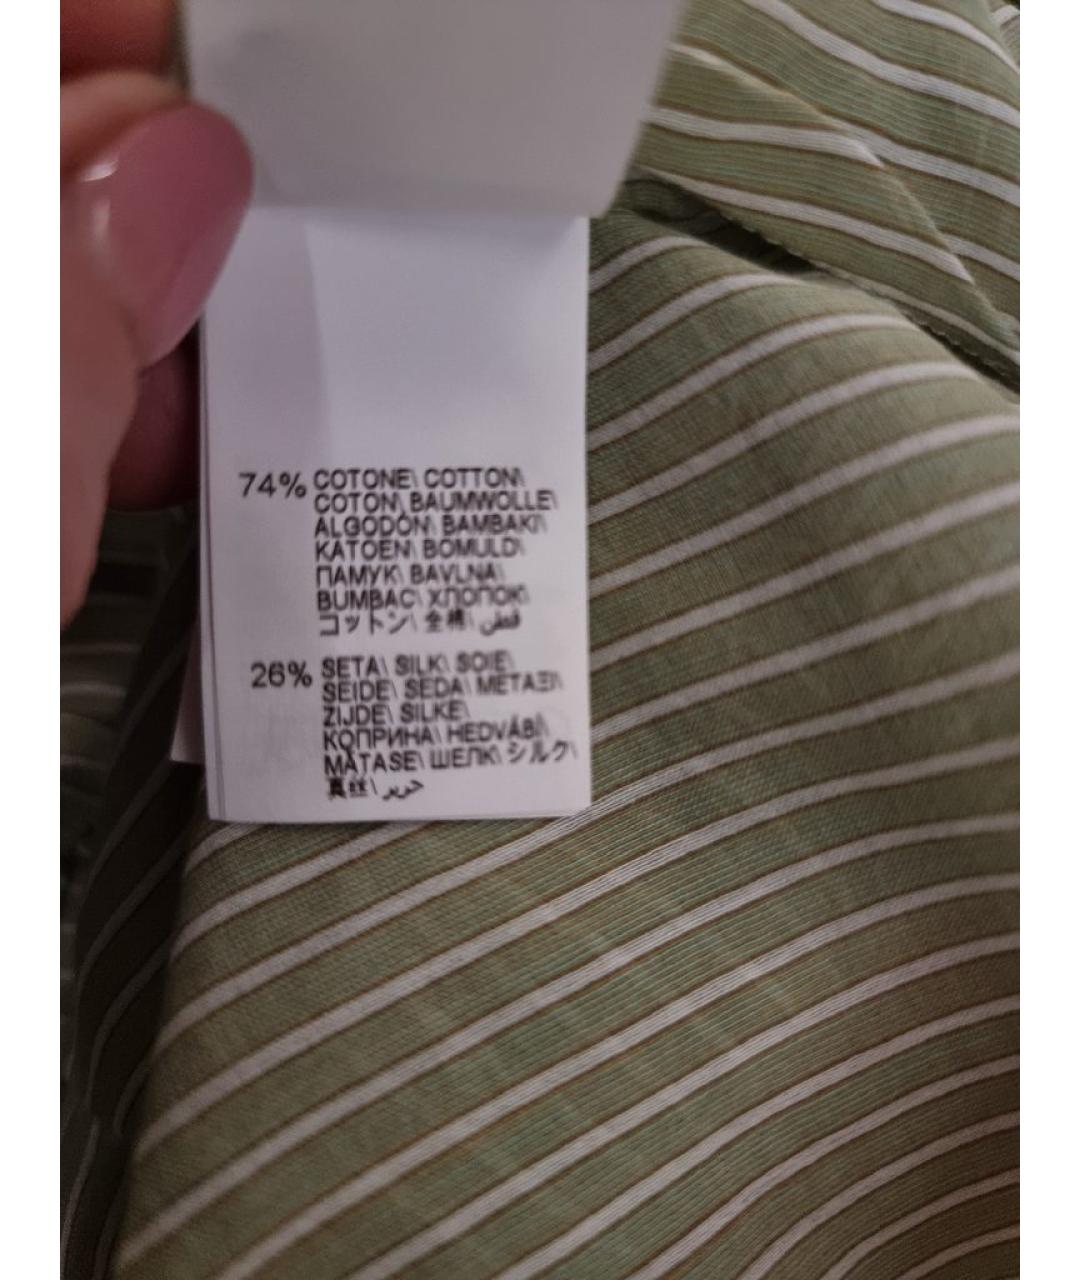 74% COTONE\ COTTON\
COTON\ BAUMWOLLE\
ALGODÓN\ BAMBAKI\
KATOEN\ BOMULD\
ПАМУК\ BAVLNA\
BUMBAC\ ХЛОПОК\
コットン\ 全棉\ قطن
26% SETA\ SILK\ SOIE\
SEIDE\ SEDA\ ΜΕΤΑΞΙ\
ZIJDE\ SILKE\
КОПРИНА\ HEDVÁBÍ\
MĂTASE\ ШЕЛК\ シルク\
真丝\ حرير